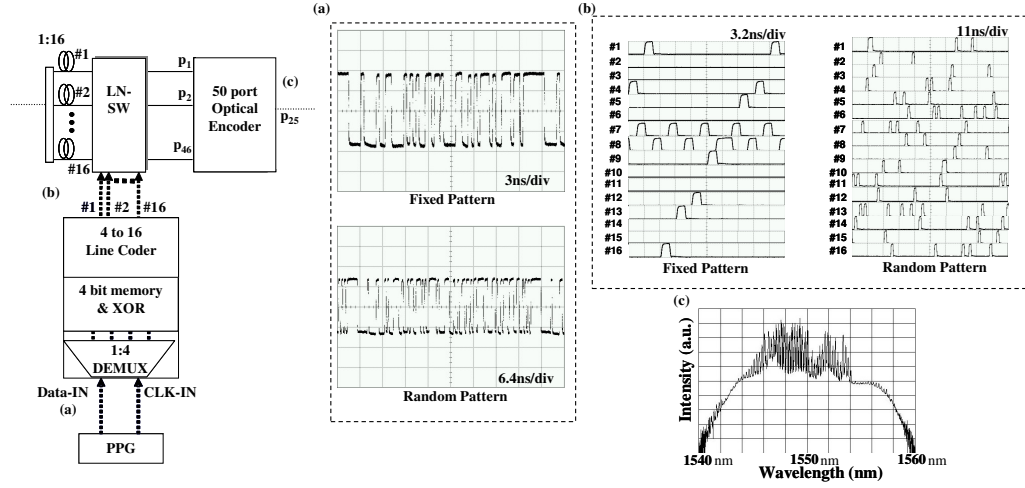 1:16
#1
#2
#16
LN-
SW
p1
p2
p46
50 port
Optical
Encoder
(c)
p25
(b)
#1 #2 #16
4 to 16
Line Coder
4 bit memory
& XOR
1:4
DEMUX
Data-IN
CLK-IN
(a)
PPG
(a)
3ns/div
Fixed Pattern
6.4ns/div
Random Pattern
(b)
3.2ns/div
#1
#2
#3
#4
#5
#6
#7
#8
#9
#10
#11
#12
#13
#14
#15
#16
Fixed Pattern
11ns/div
#1
#2
#3
#4
#5
#6
#7
#8
#9
#10
#11
#12
#13
#14
#15
#16
Random Pattern
(c)
Intensity (a.u.)
1540 nm
1550 nm
1560 nm
Wavelength (nm)